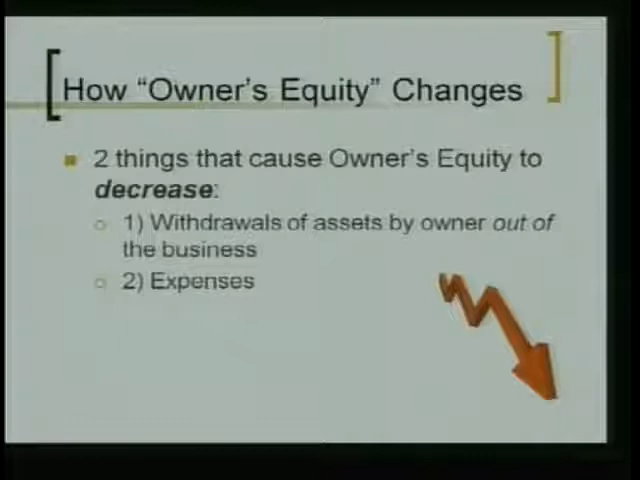 How “Owner’s Equity” Changes
2 things that cause Owner’s Equity to
decrease:
1) Withdrawals of assets by owner out of
the business
2) Expenses